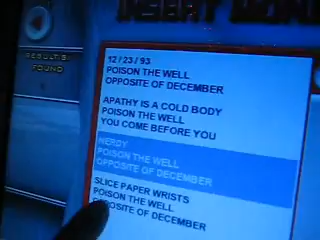 INSERT
RESULTS
FOUND
12/23/93
POISON THE WELL
OPPOSITE OF DECEMBER
APATHY IS A COLD BODY
POISON THE WELL
YOU COME BEFORE YOU
NERDY
POISON THE WELL
OPPOSITE OF DECEMBER
SLICE PAPER WRISTS
POISON THE WELL
OPPOSITE OF DECEMBER